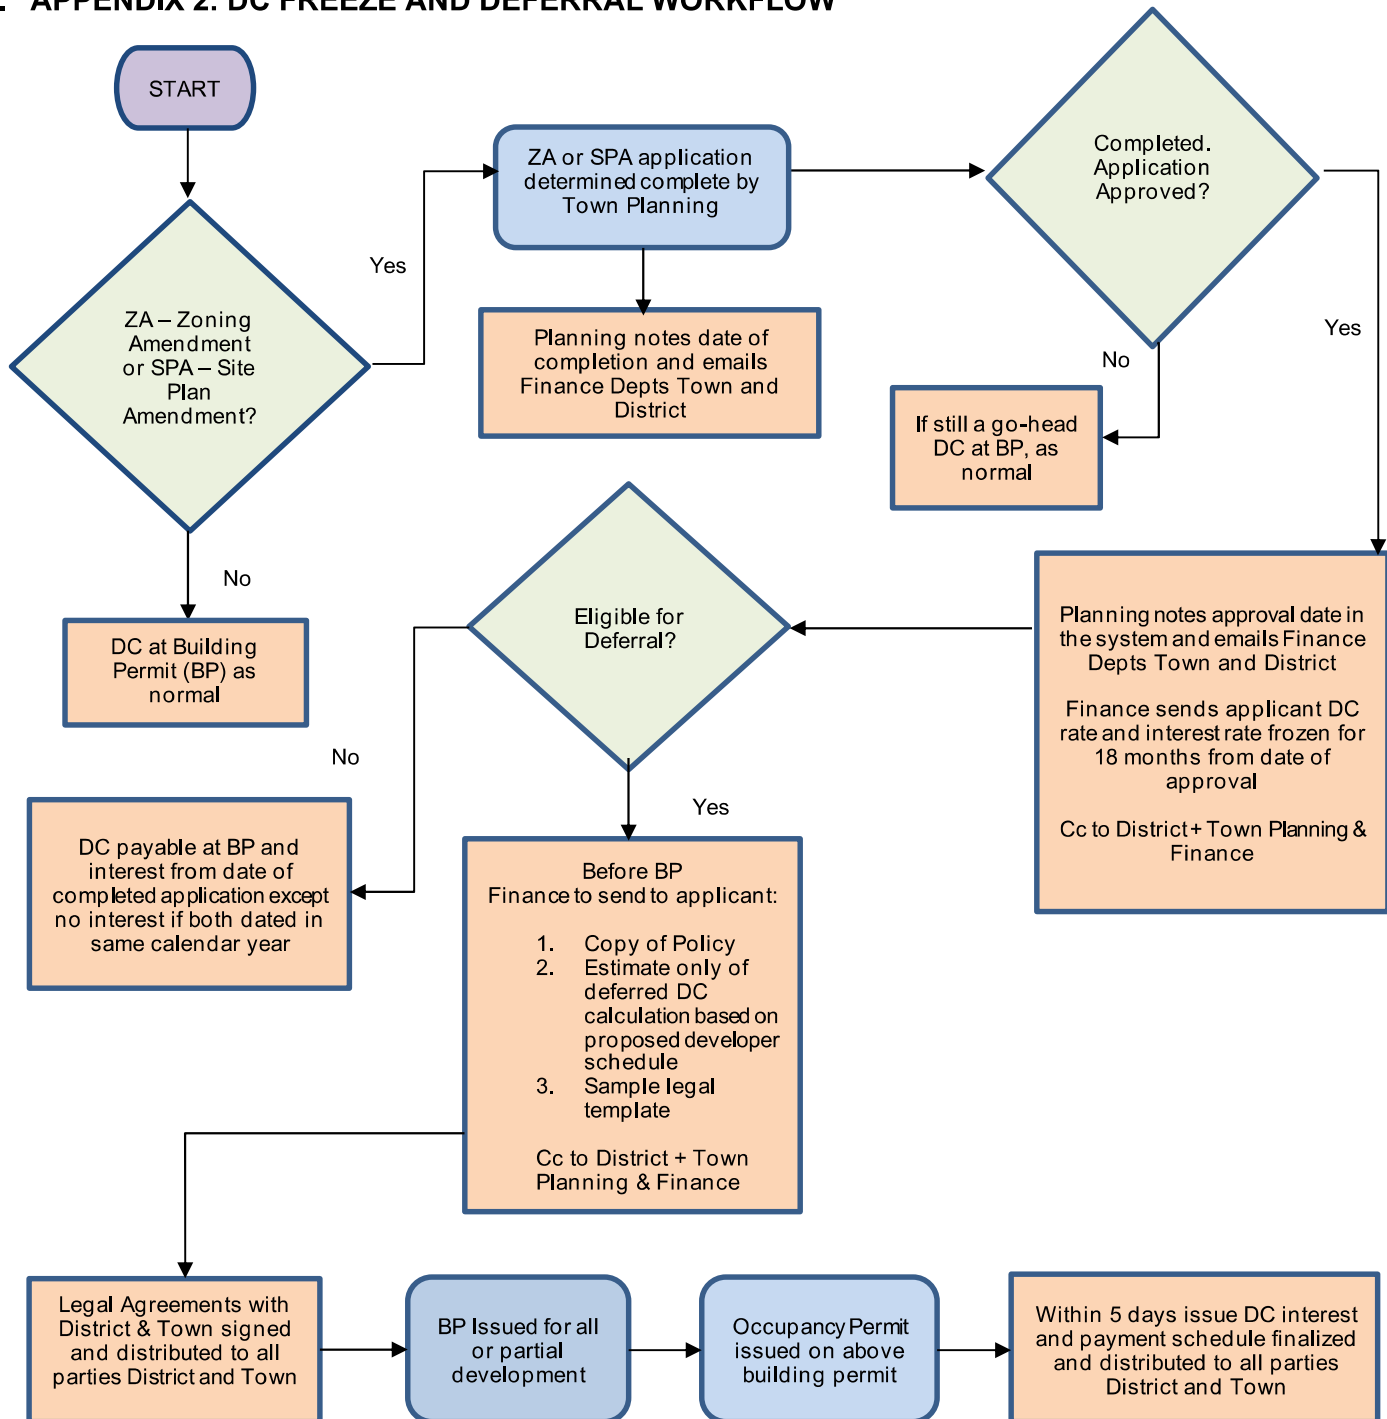 APPENDIX 2: DC FREEZE AND DEFERRAL WORKFLOW
START
ZA – Zoning
Amendment
or SPA – Site
Plan
Amendment?
Yes
No
DC at Building
Permit (BP) as
normal
ZA or SPA application
determined complete by
Town Planning
Planning notes date of
completion and emails
Finance Depts Town and
District
Completed.
Application
Approved?
Yes
No
If still a go-head
DC at BP, as
normal
Planning notes approval date in
the system and emails Finance
Depts Town and District
Finance sends applicant DC
rate and interest rate frozen for
18 months from date of
approval
Cc to District + Town Planning &
Finance
Eligible for
Deferral?
No
Yes
DC payable at BP and
interest from date of
completed application except
no interest if both dated in
same calendar year
Before BP
Finance to send to applicant:
1. Copy of Policy
2. Estimate only of
deferred DC
calculation based on
proposed developer
schedule
3. Sample legal
template
Cc to District + Town
Planning & Finance
Legal Agreements with
District & Town signed
and distributed to all
parties District and Town
BP Issued for all
or partial
development
Occupancy Permit
issued on above
building permit
Within 5 days issue DC interest
and payment schedule finalized
and distributed to all parties
District and Town